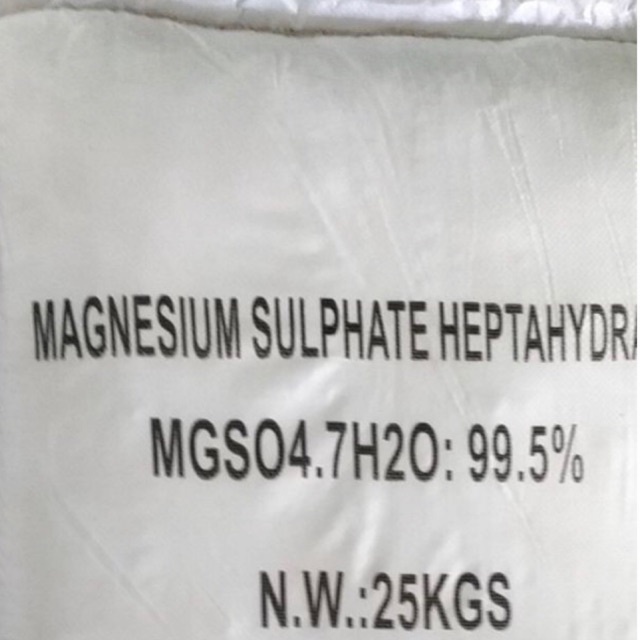 MAGNESIUM SULPHATE HEPTAHYDRA
MGSO4.7H2O: 99.5%
N.W.:25KGS